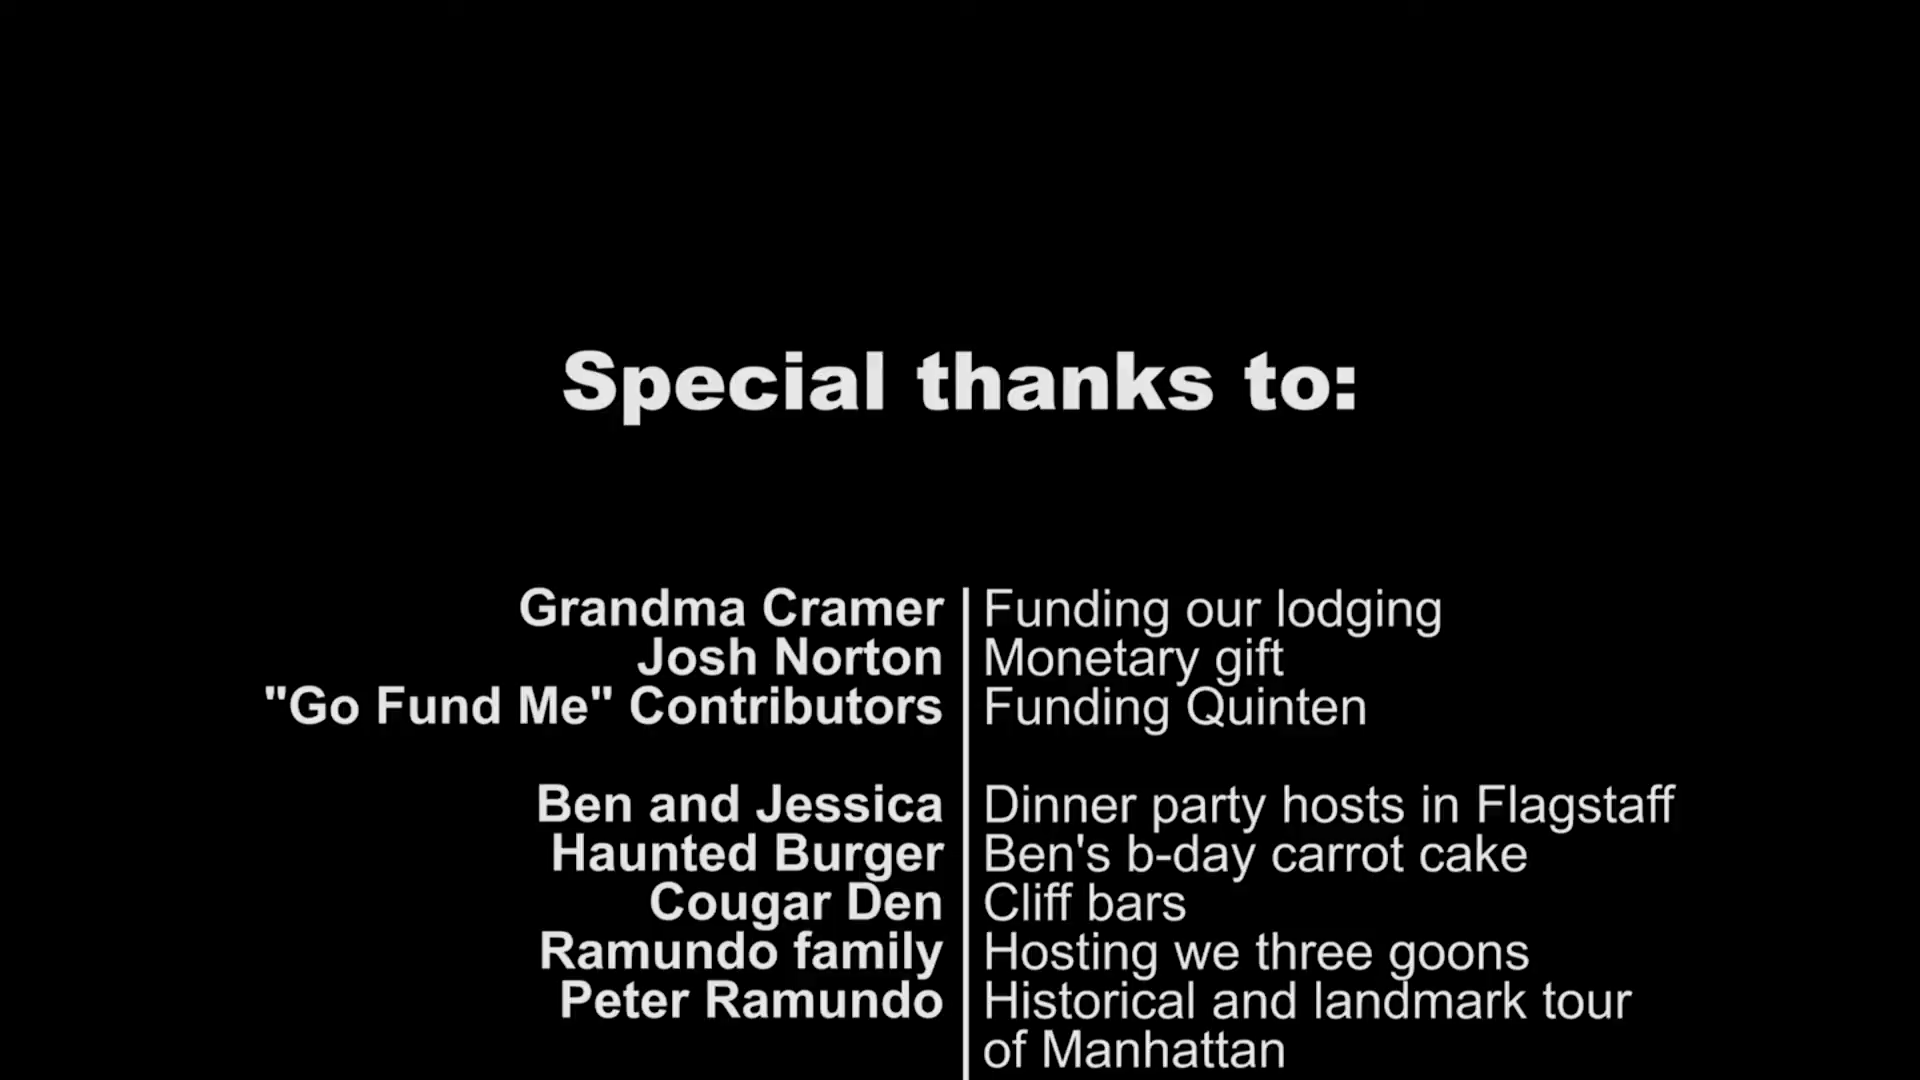 Special thanks to:
Grandma Cramer Funding our lodging
Josh Norton Monetary gift
"Go Fund Me" Contributors Funding Quinten
Ben and Jessica Dinner party hosts in Flagstaff
Haunted Burger Ben's b-day carrot cake
Cougar Den Cliff bars
Ramundo family Hosting we three goons
Peter Ramundo Historical and landmark tour
of Manhattan